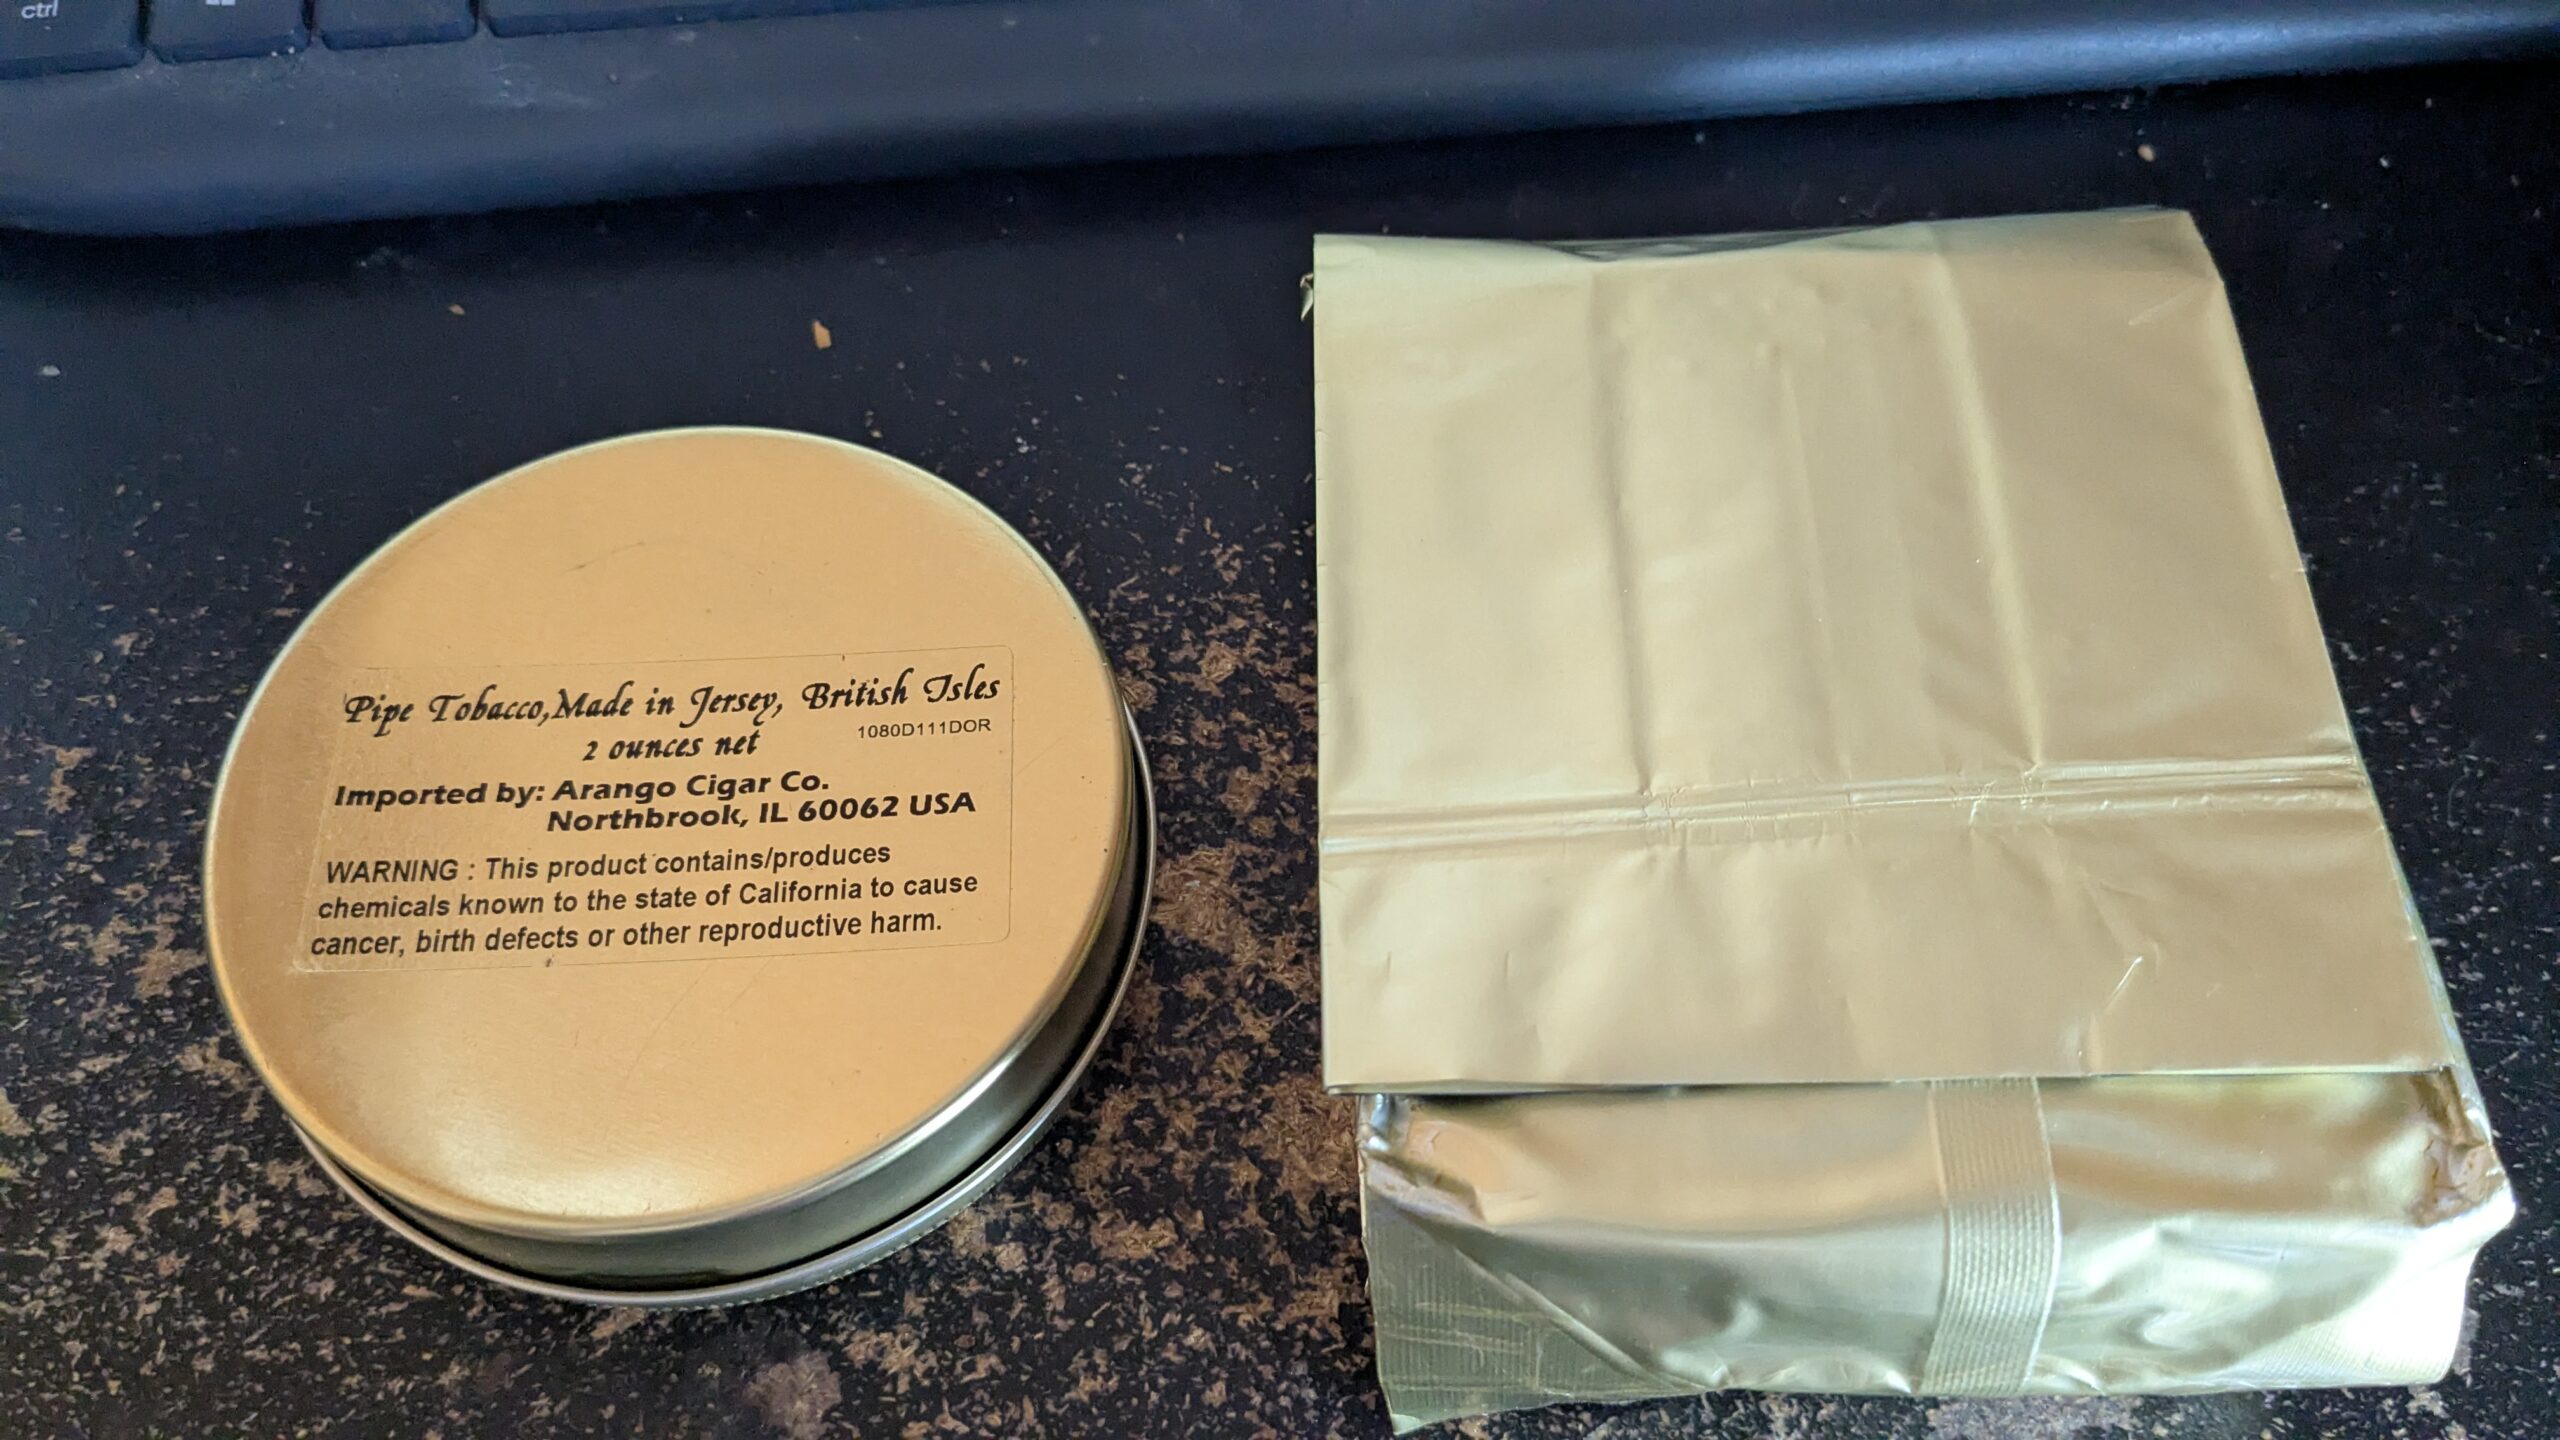 ctrl
Pipe Tobacco,Made in Jersey, British Isles
2 ounces net
1080D111DOR
Imported by: Arango Cigar Co.
Northbrook, IL 60062 USA
WARNING : This product contains/produces
chemicals known to the state of California to cause
cancer, birth defects or other reproductive harm.